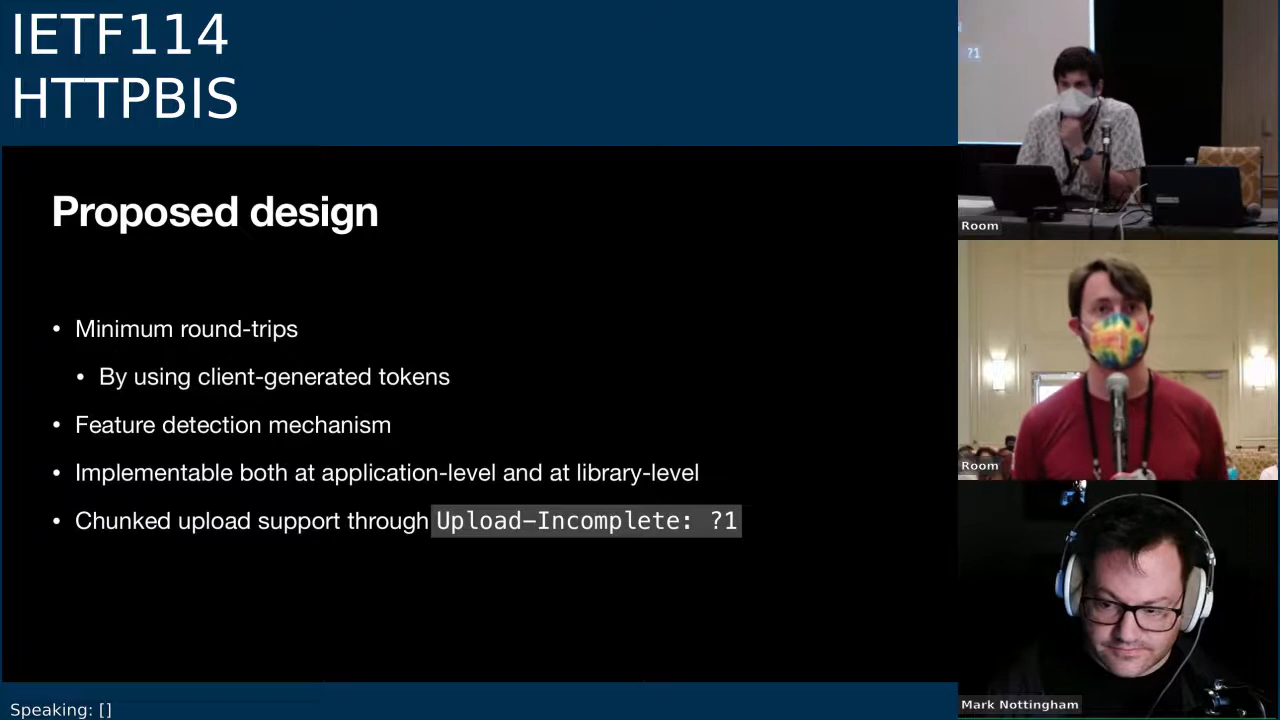 IETF114
HTTPBIS
Proposed design
• Minimum round-trips
• By using client-generated tokens
• Feature detection mechanism
• Implementable both at application-level and at library-level
• Chunked upload support through Upload-Incomplete: ?1
Speaking: []
?1
Room
Room
Mark Nottingham